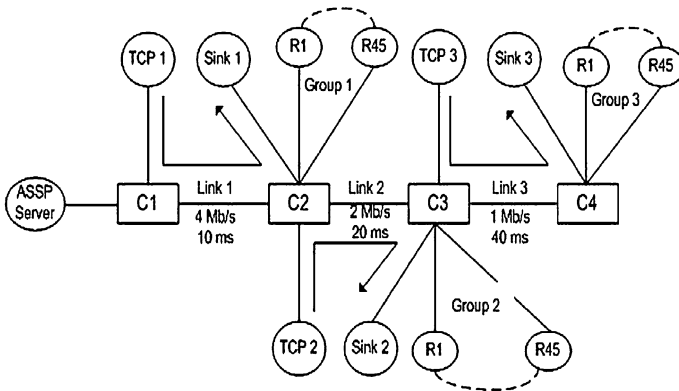 TCP 1
Sink 1
R1
R45
Group 1
TCP 3
Sink 3
R1
R45
Group 3
ASSP
Server
C1
Link 1
4 Mb/s
10 ms
C2
Link 2
2 Mb/s
20 ms
C3
Link 3
1 Mb/s
40 ms
C4
TCP 2
Sink 2
R1
Group 2
R45